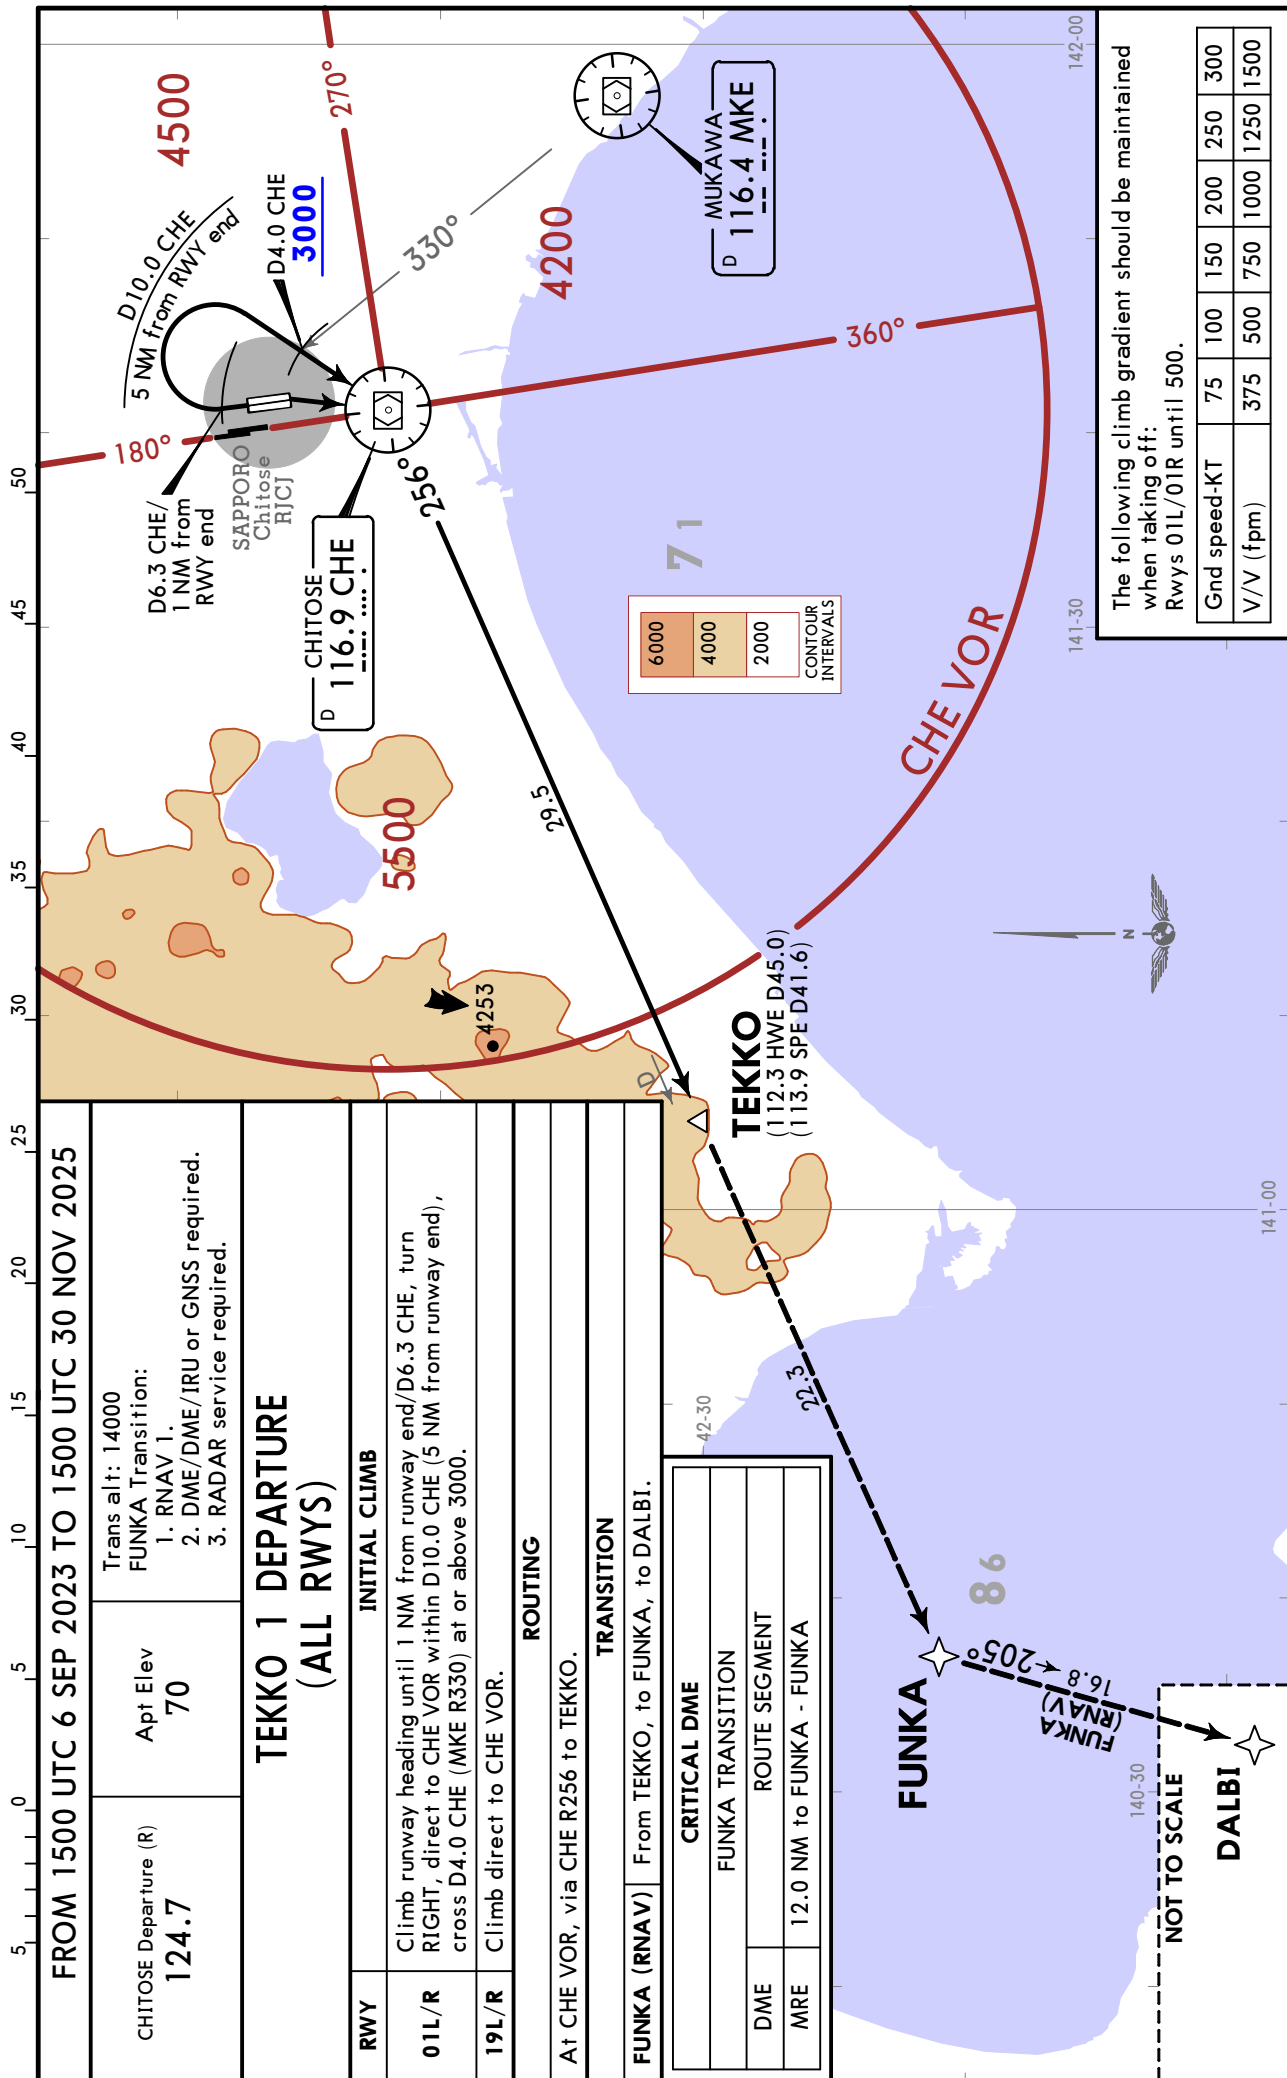 5 0 5 10 15 20 25 30 35 40 45 50
FROM 1500 UTC 6 SEP 2023 TO 1500 UTC 30 NOV 2025
CHITOSE Departure (R)
124.7
Apt Elev
70
Trans alt: 14000
FUNKA Transition:
1. RNAV 1.
2. DME/DME/IRU or GNSS required.
3. RADAR service required.
TEKKO 1 DEPARTURE
(ALL RWYS)
RWY INITIAL CLIMB
01L/R
Climb runway heading until 1 NM from runway end/D6.3 CHE, turn
RIGHT, direct to CHE VOR within D10.0 CHE (5 NM from runway end),
cross D4.0 CHE (MKE R330) at or above 3000.
19L/R Climb direct to CHE VOR.
ROUTING
At CHE VOR, via CHE R256 to TEKKO.
TRANSITION
FUNKA (RNAV) From TEKKO, to FUNKA, to DALBI.
CRITICAL DME
FUNKA TRANSITION
DME ROUTE SEGMENT
MRE 12.0 NM to FUNKA - FUNKA
D10.0 CHE
5 NM from RWY end
4500
270°
D4.0 CHE
3000
330°
180°
D6.3 CHE/
1 NM from
RWY end
SAPPORO
Chitose
RJCJ
CHITOSE
D 116.9 CHE
256°
4200
MUKAWA
D 116.4 MKE
360°
142-00
5500
4253
29.5
71
6000
4000
2000
CONTOUR
INTERVALS
CHE VOR
141-30
D
TEKKO
(112.3 HWE D45.0)
(113.9 SPE D41.6)
N
22.3
42-30
141-00
86
FUNKA
205°
16.8
FUNKA
(RNAV)
140-30
NOT TO SCALE
DALBI
The following climb gradient should be maintained
when taking off:
Rwys 01L/01R until 500.
Gnd speed-KT 75 100 150 200 250 300
V/V (fpm) 375 500 750 1000 1250 1500